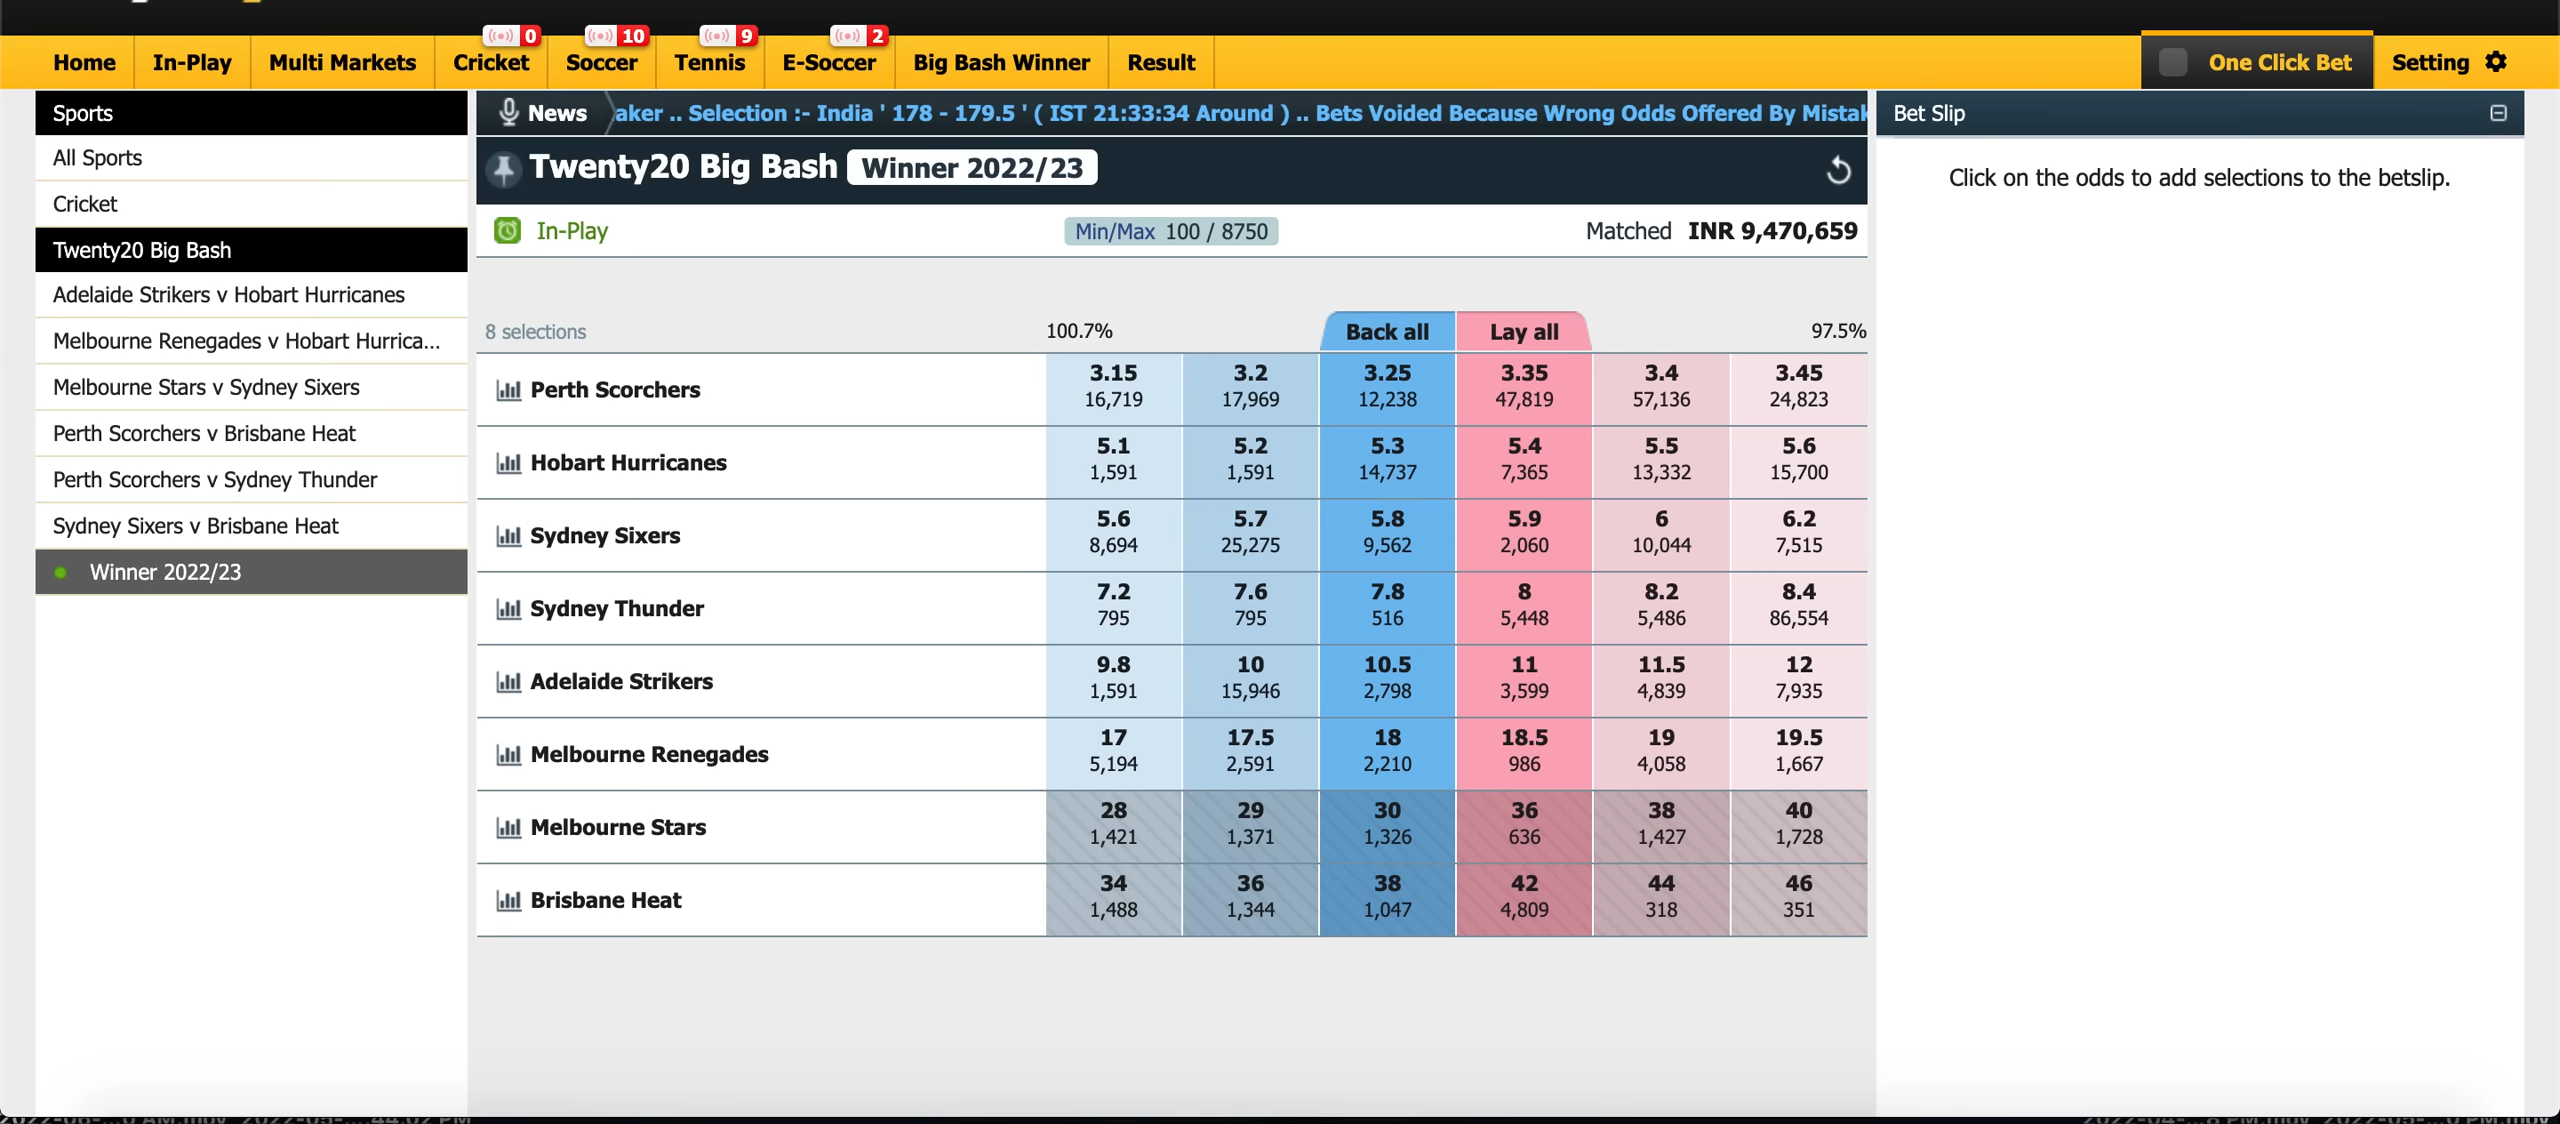 0
10
9
2
Home
In-Play
Multi Markets
Cricket
Soccer
Tennis
E-Soccer
Big Bash Winner
Result
One Click Bet
Setting
Sports
All Sports
Cricket
Twenty20 Big Bash
Adelaide Strikers v Hobart Hurricanes
Melbourne Renegades v Hobart Hurrica...
Melbourne Stars v Sydney Sixers
Perth Scorchers v Brisbane Heat
Perth Scorchers v Sydney Thunder
Sydney Sixers v Brisbane Heat
Winner 2022/23
News
aker .. Selection :- India ' 178 - 179.5 ' ( IST 21:33:34 Around ) .. Bets Voided Because Wrong Odds Offered By Mistak
Twenty20 Big Bash Winner 2022/23
In-Play Min/Max 100 / 8750 Matched INR 9,470,659
8 selections 100.7% Back all Lay all 97.5%
3.15 3.2 3.25 3.35 3.4 3.45
Perth Scorchers
16,719 17,969 12,238 47,819 57,136 24,823
5.1 5.2 5.3 5.4 5.5 5.6
Hobart Hurricanes
1,591 1,591 14,737 7,365 13,332 15,700
5.6 5.7 5.8 5.9 6 6.2
Sydney Sixers
8,694 25,275 9,562 2,060 10,044 7,515
7.2 7.6 7.8 8 8.2 8.4
Sydney Thunder
795 795 516 5,448 5,486 86,554
9.8 10 10.5 11 11.5 12
Adelaide Strikers
1,591 15,946 2,798 3,599 4,839 7,935
17 17.5 18 18.5 19 19.5
Melbourne Renegades
5,194 2,591 2,210 986 4,058 1,667
28 29 30 36 38 40
Melbourne Stars
1,421 1,371 1,326 636 1,427 1,728
34 36 38 42 44 46
Brisbane Heat
1,488 1,344 1,047 4,809 318 351
Bet Slip
Click on the odds to add selections to the betslip.